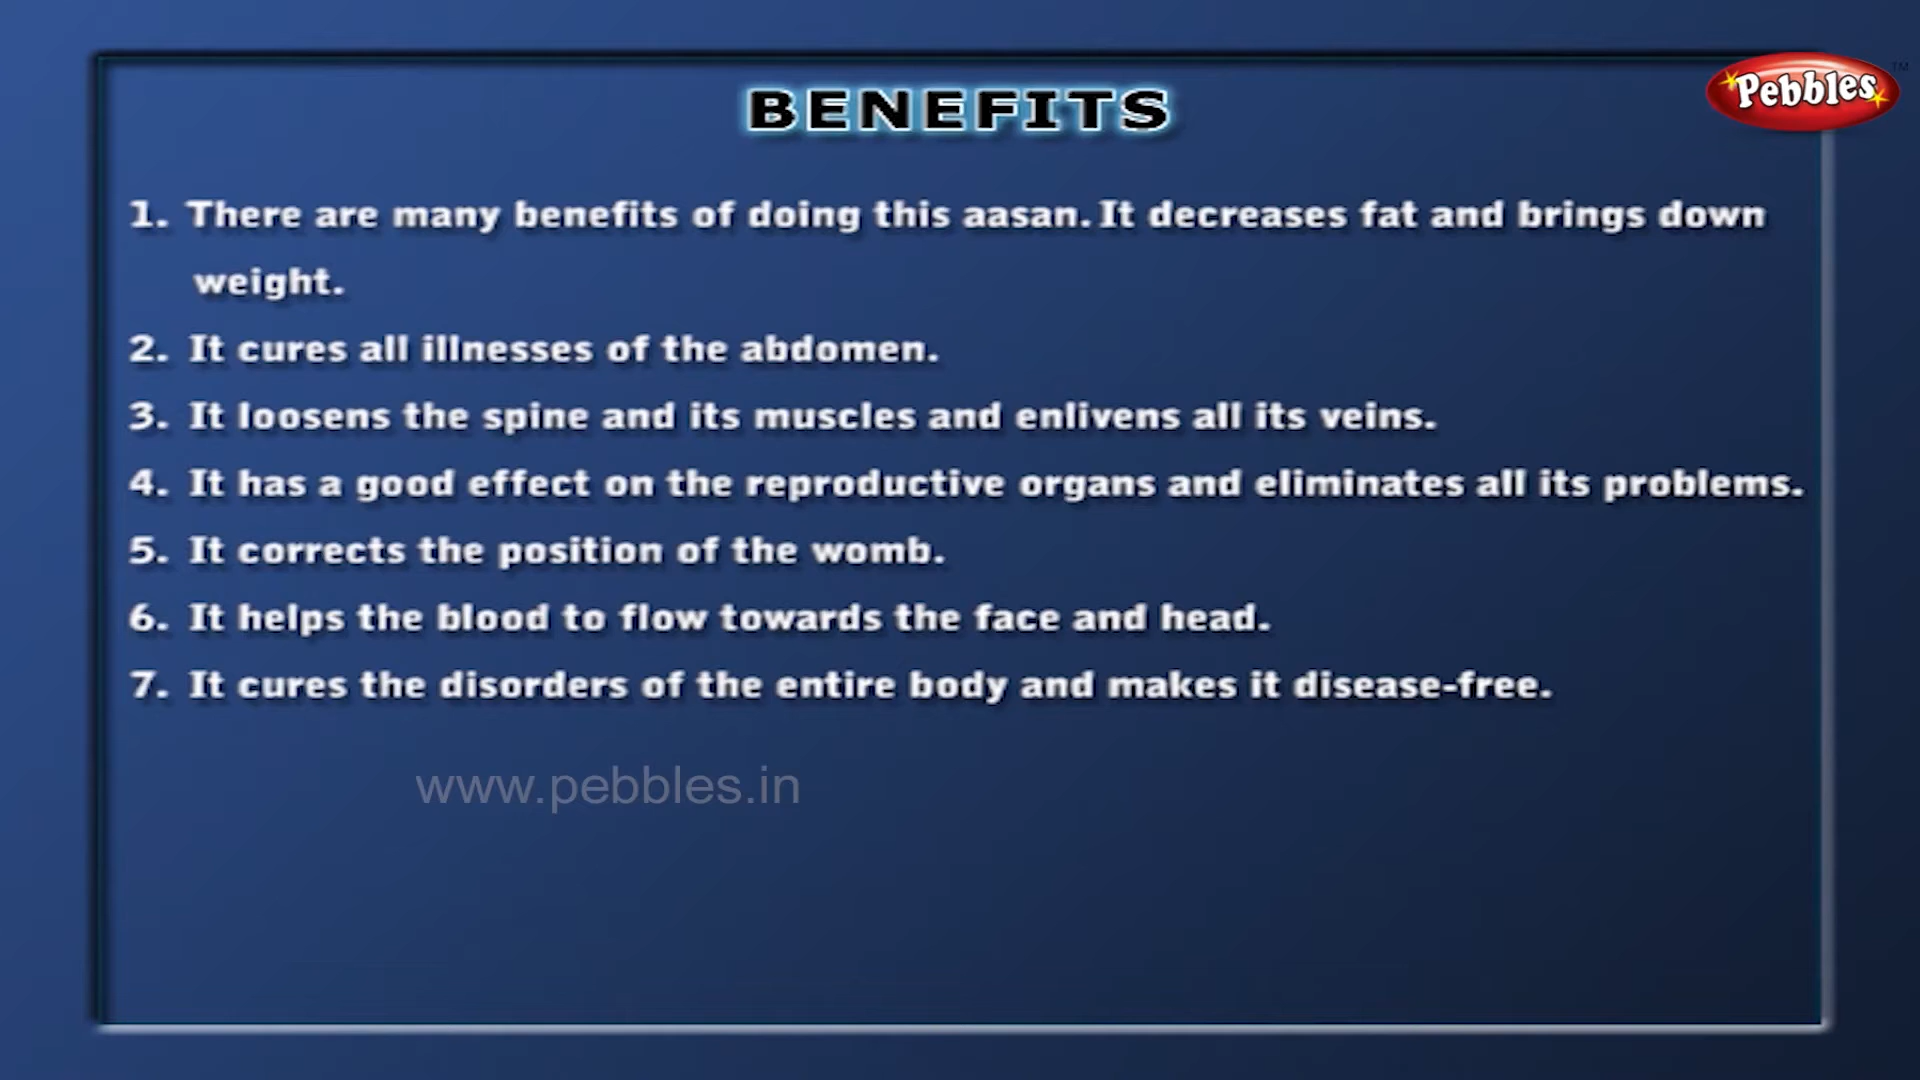 BENEFITS
Pebbles TM
1. There are many benefits of doing this aasan. It decreases fat and brings down
weight.
2. It cures all illnesses of the abdomen.
3. It loosens the spine and its muscles and enlivens all its veins.
4. It has a good effect on the reproductive organs and eliminates all its problems.
5. It corrects the position of the womb.
6. It helps the blood to flow towards the face and head.
7. It cures the disorders of the entire body and makes it disease-free.
www.pebbles.in